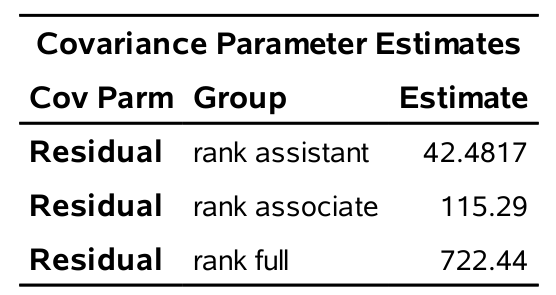 Covariance Parameter Estimates
Cov Parm Group Estimate
Residual rank assistant 42.4817
Residual rank associate 115.29
Residual rank full 722.44